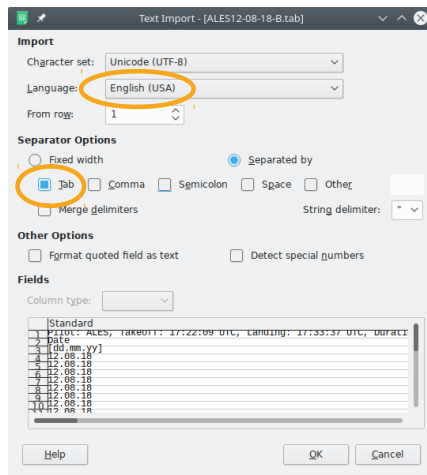 Text Import - [ALES12-08-18-B.tab]
Import
Character set: Unicode (UTF-8)
Language: English (USA)
From row: 1
Separator Options
Fixed width Separated by
Tab Comma Semicolon Space Other
Merge delimiters String delimiter: "
Other Options
Format quoted field as text Detect special numbers
Fields
Column type:
Standard
1 Pilot: ALES, Takeoff: 17:22:09 UTC, Landing: 17:33:37 UTC, Durati
2 Date
3 [dd.mm.yy]
4 12.08.18
5 12.08.18
6 12.08.18
7 12.08.18
8 12.08.18
9 12.08.18
10 12.08.18
12.08.18
Help OK Cancel